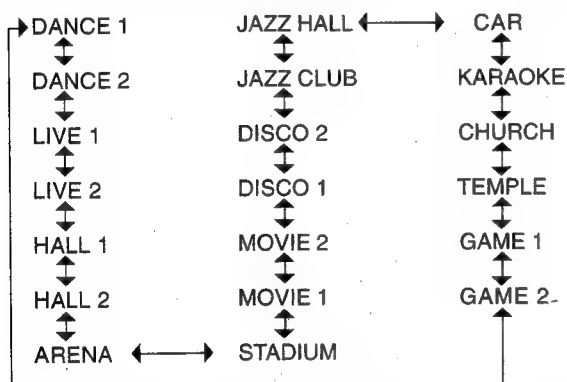 DANCE 1
DANCE 2
LIVE 1
LIVE 2
HALL 1
HALL 2
ARENA
JAZZ HALL
JAZZ CLUB
DISCO 2
DISCO 1
MOVIE 2
MOVIE 1
STADIUM
CAR
KARAOKE
CHURCH
TEMPLE
GAME 1
GAME 2